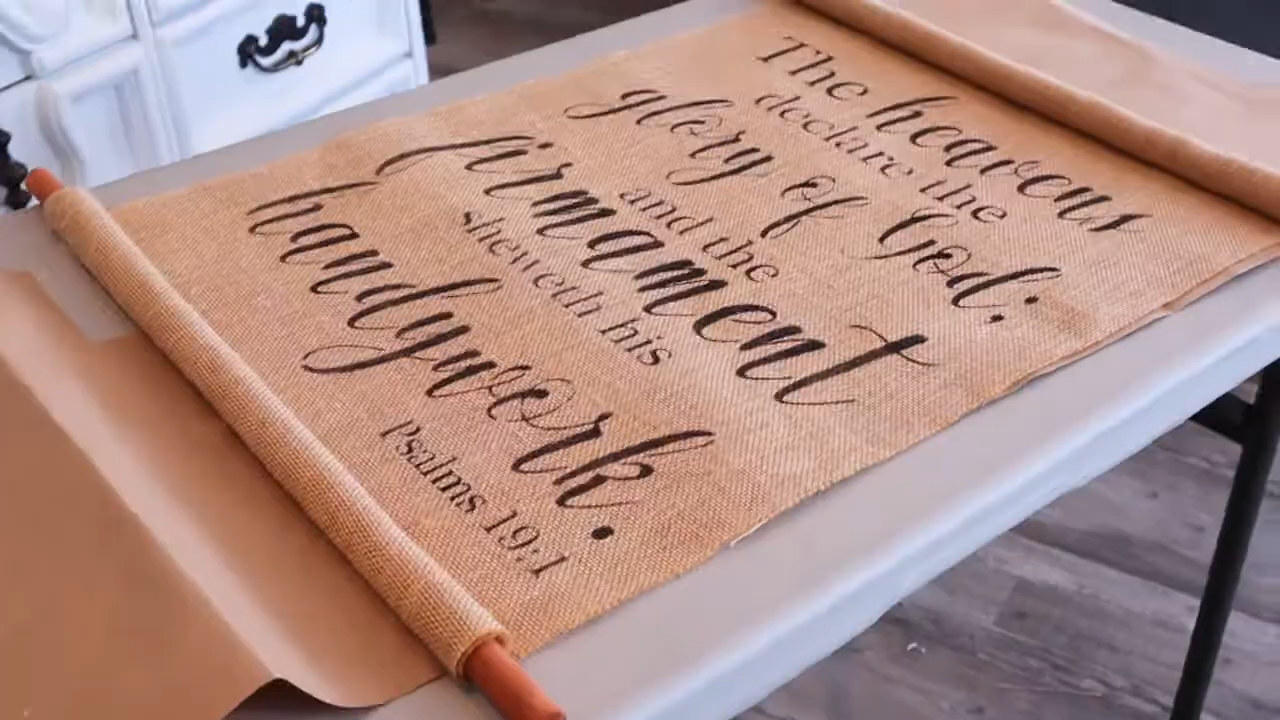 The heavens
declare the
glory of God;
and the
firmament
sheweth his
handywork.
Psalms 19:1